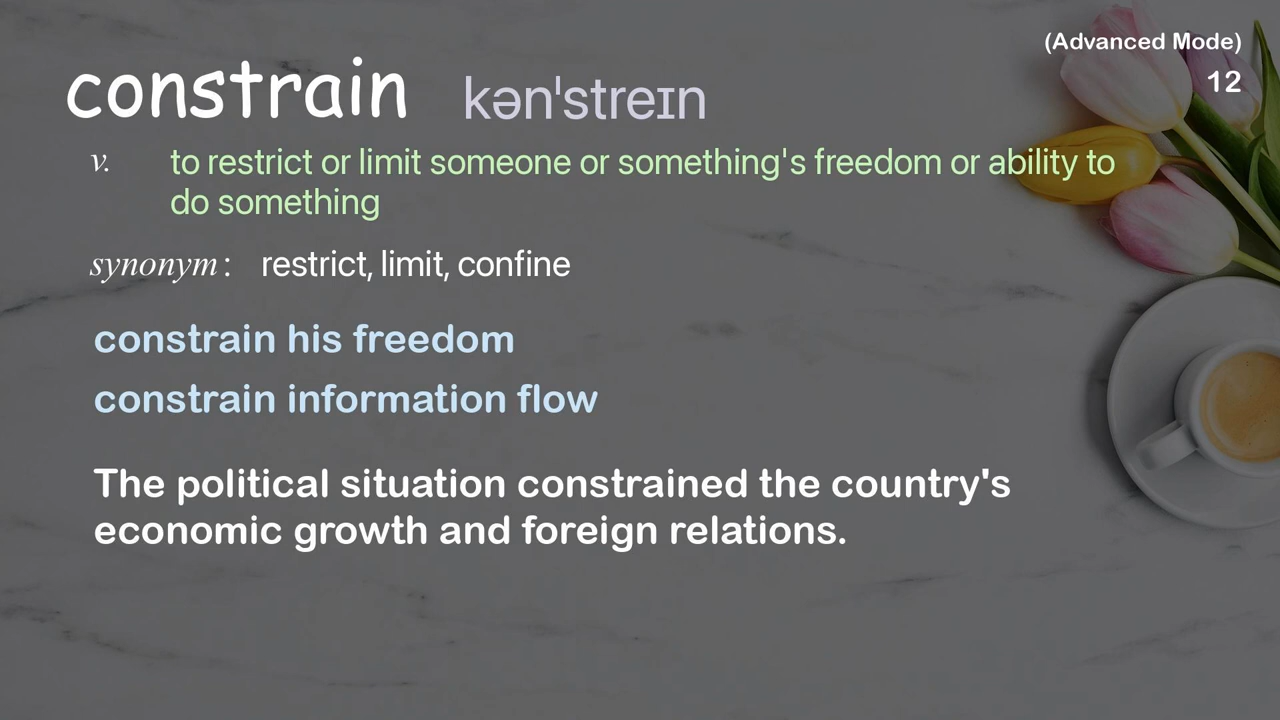 (Advanced Mode)
12
constrain kən'streɪn
v. to restrict or limit someone or something's freedom or ability to
do something
synonym : restrict, limit, confine
constrain his freedom
constrain information flow
The political situation constrained the country's
economic growth and foreign relations.